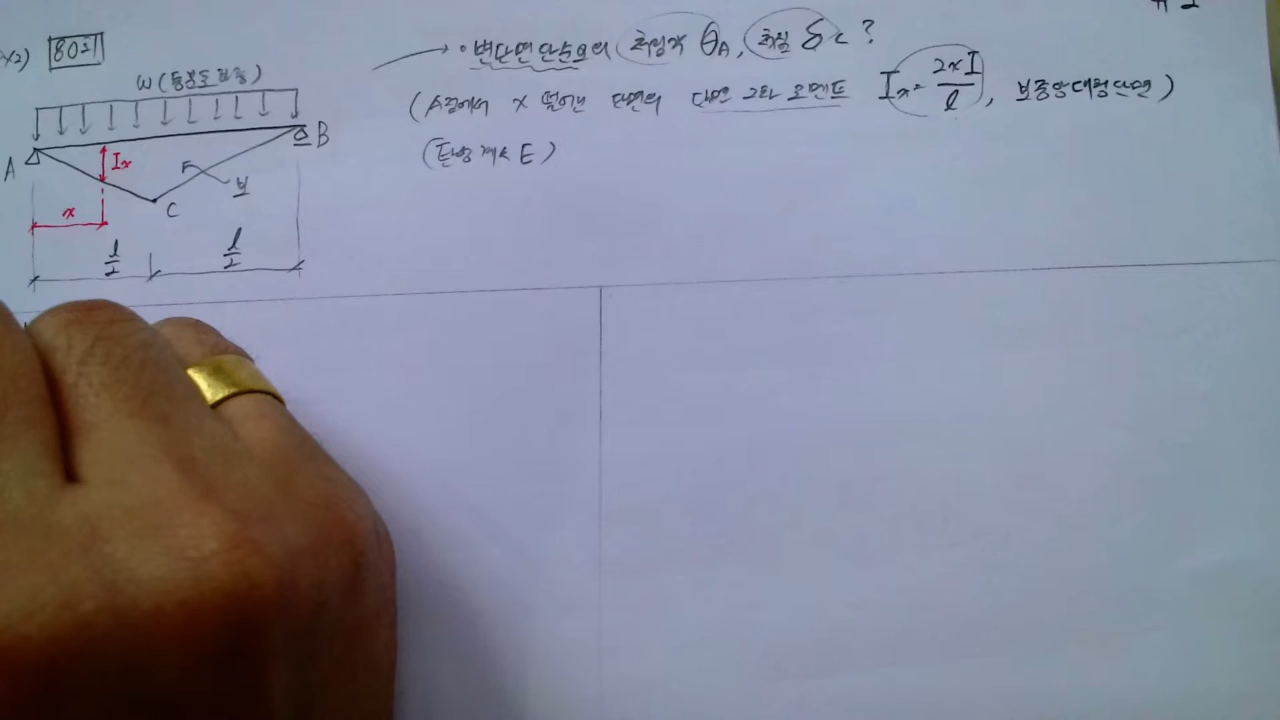 x2) 80회
• 변단면 단순보의 처짐각 θA, 처짐 δc?
(A점에서 x 떨어진 단면의 단면 2차 모멘트 Ix = 2xI/l, 보 중앙 대칭단면)
(탄성계수 E)
ω(등분포하중)
A
B
Ix
보
x
C
l/2
l/2